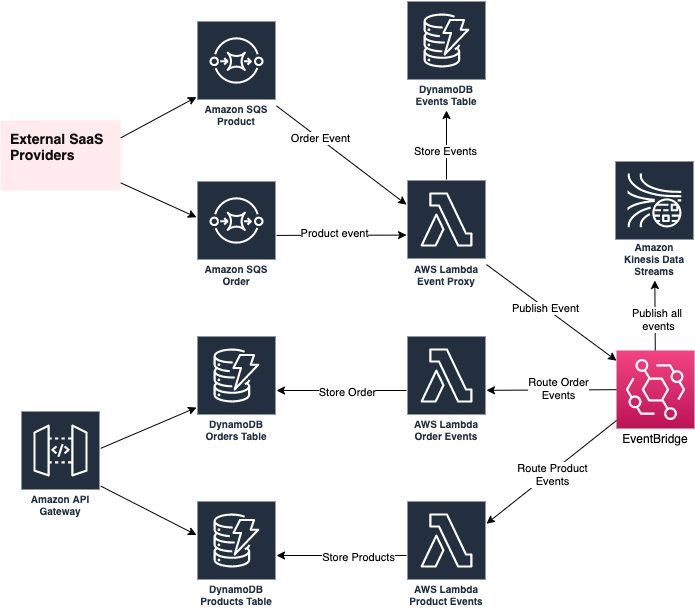 DynamoDB
Events Table
Amazon SQS
Product
External SaaS
Providers
Order Event
Store Events
Amazon SQS
Order
Product event
AWS Lambda
Event Proxy
Amazon
Kinesis Data
Streams
Publish Event
Publish all
events
DynamoDB
Orders Table
Store Order
AWS Lambda
Order Events
Route Order
Events
EventBridge
Amazon API
Gateway
Route Product
Events
DynamoDB
Products Table
Store Products
AWS Lambda
Product Events